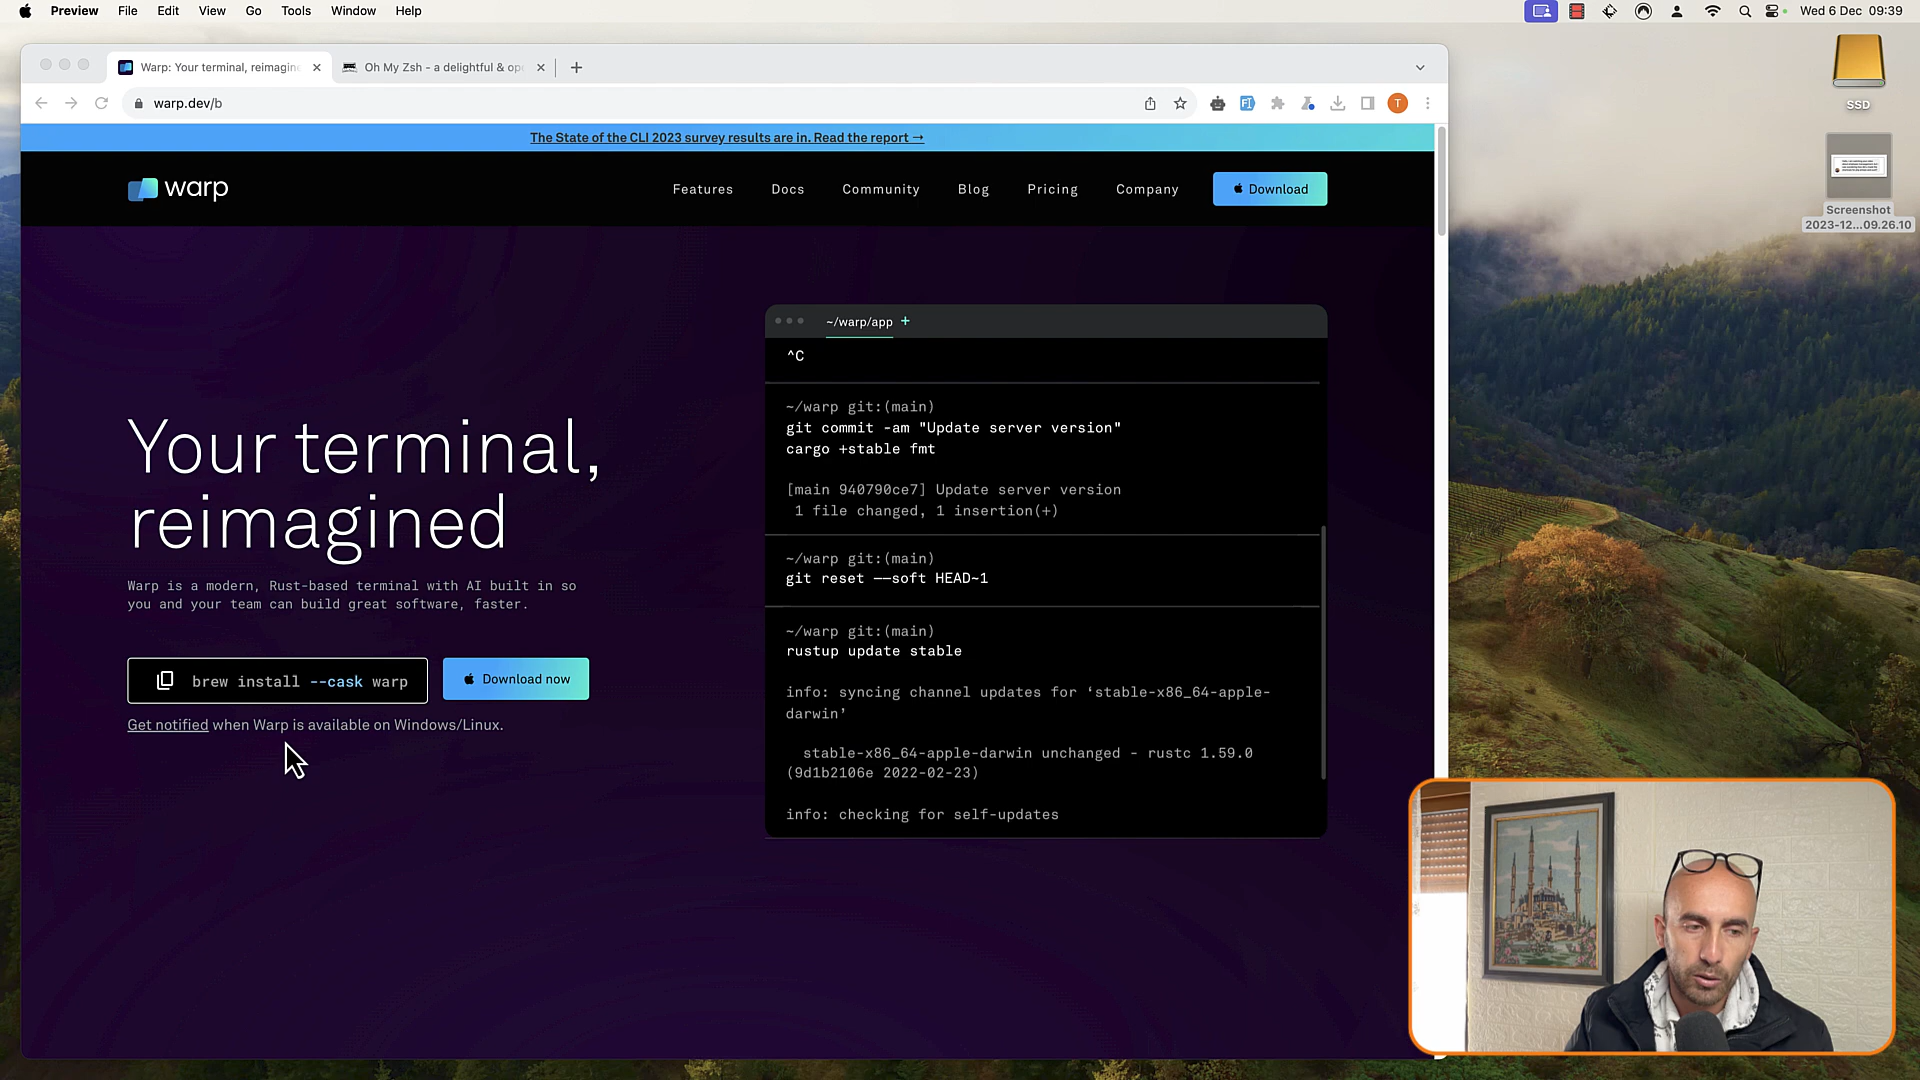 Preview File Edit View Go Tools Window Help
Wed 6 Dec 09:39
Warp: Your terminal, reimagine
Oh My Zsh - a delightful & op
warp.dev/b
T
The State of the CLI 2023 survey results are in. Read the report →
warp
Features Docs Community Blog Pricing Company Download
SSD
Screenshot
2023-12...09.26.10
Your terminal,
reimagined
Warp is a modern, Rust-based terminal with AI built in so
you and your team can build great software, faster.
brew install --cask warp
Download now
Get notified when Warp is available on Windows/Linux.
~/warp/app +
^C
~/warp git:(main)
git commit -am "Update server version"
cargo +stable fmt
[main 940790ce7] Update server version
1 file changed, 1 insertion(+)
~/warp git:(main)
git reset --soft HEAD~1
~/warp git:(main)
rustup update stable
info: syncing channel updates for ‘stable-x86_64-apple-
darwin’
stable-x86_64-apple-darwin unchanged - rustc 1.59.0
(9d1b2106e 2022-02-23)
info: checking for self-updates